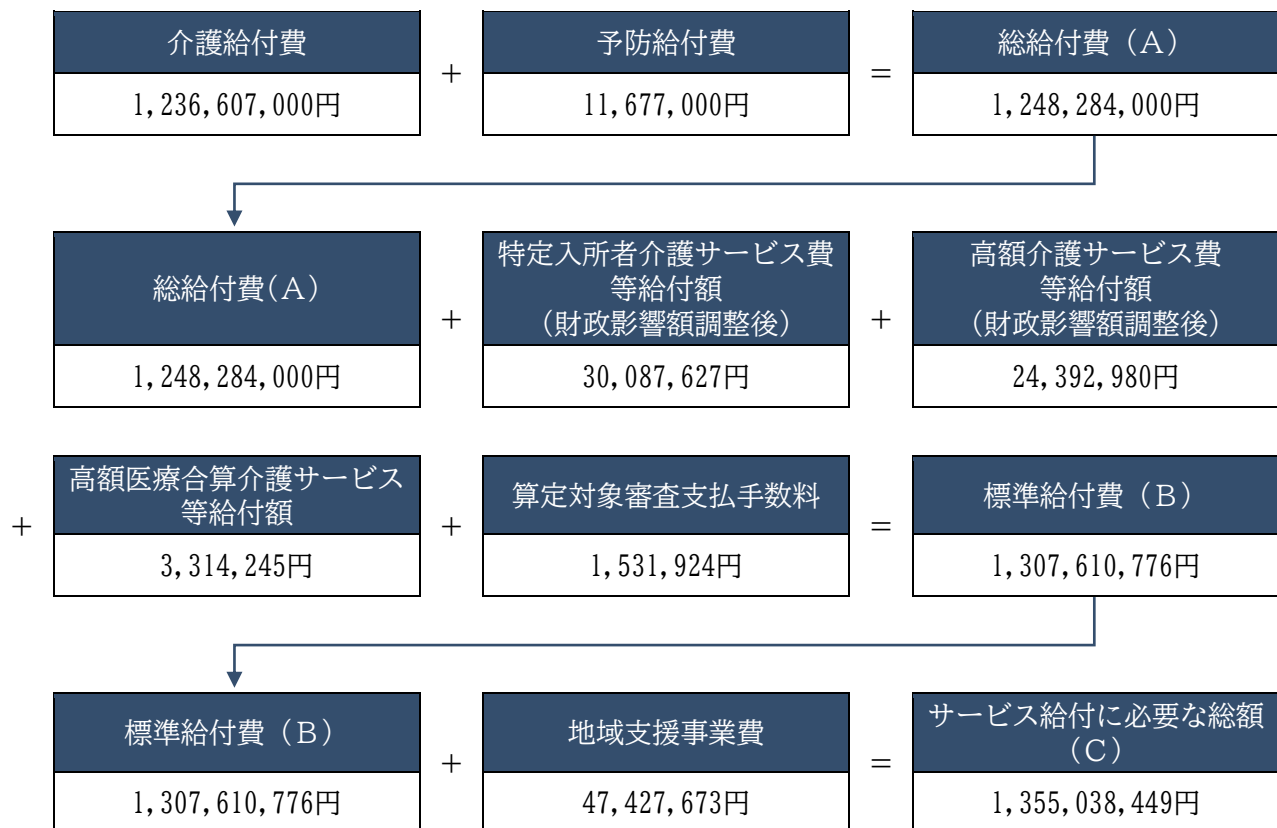 介護給付費
+
予防給付費
=
総給付費（A）
1,236,607,000円
11,677,000円
1,248,284,000円
総給付費(A)
+
特定入所者介護サービス費
等給付額
（財政影響額調整後）
+
高額介護サービス費
等給付額
（財政影響額調整後）
1,248,284,000円
30,087,627円
24,392,980円
+
高額医療合算介護サービス
等給付額
+
算定対象審査支払手数料
=
標準給付費（B）
3,314,245円
1,531,924円
1,307,610,776円
標準給付費（B）
+
地域支援事業費
=
サービス給付に必要な総額
（C）
1,307,610,776円
47,427,673円
1,355,038,449円